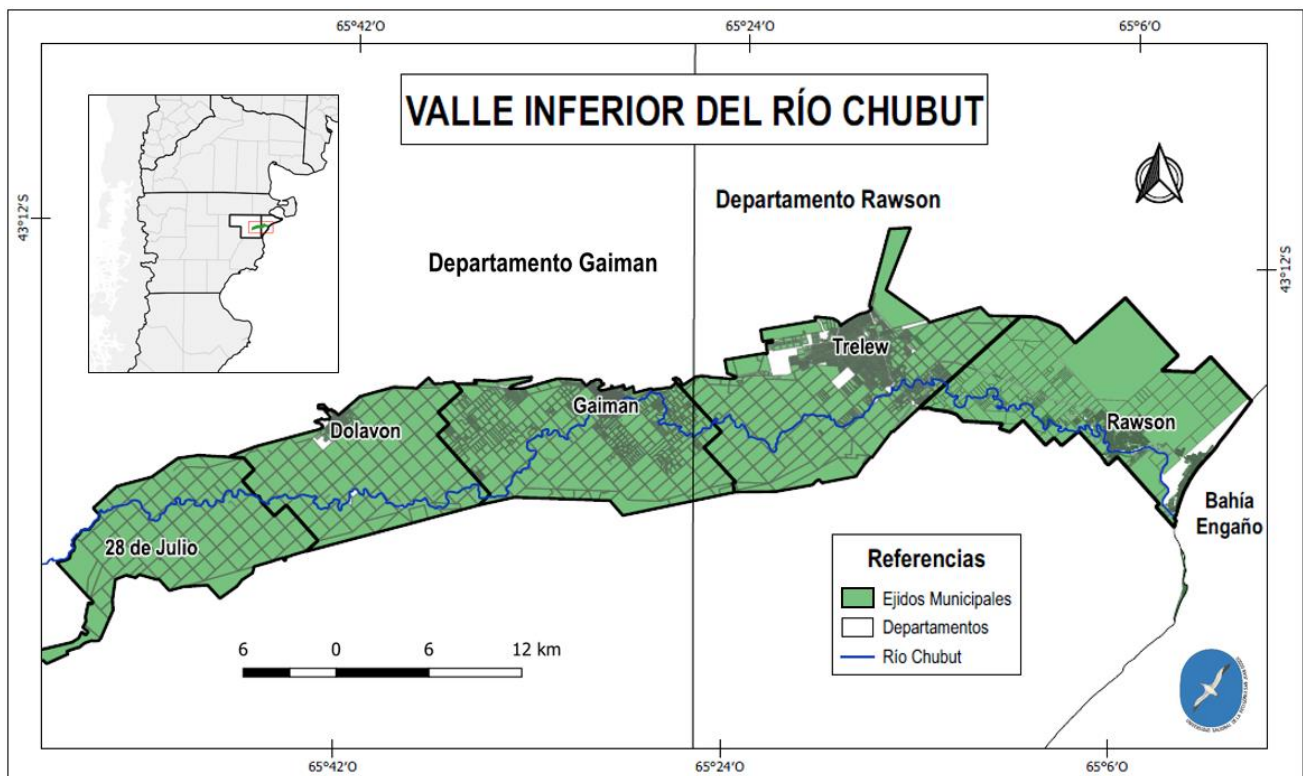 65°42'O
65°24'O
65°6'O
VALLE INFERIOR DEL RÍO CHUBUT
43°12'S
43°12'S
Departamento Rawson
Departamento Gaiman
Trelew
Gaiman
Dolavon
Rawson
Bahía
Engaño
28 de Julio
Referencias
Ejidos Municipales
Departamentos
Río Chubut
6
0
6
12 km
65°42'O
65°24'O
65°6'O